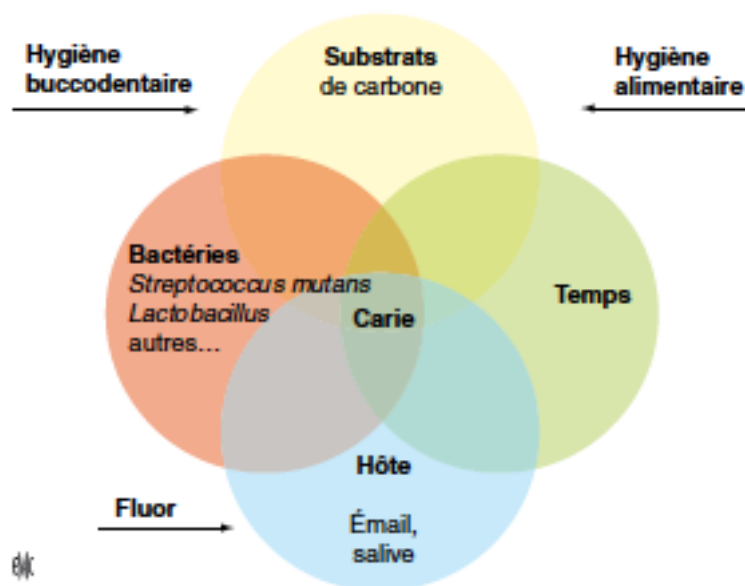 Hygiène
buccodentaire
Substrats
de carbone
Hygiène
alimentaire
Bactéries
Streptococcus mutans
Lactobacillus
autres…
Carie
Temps
Hôte
Émail,
salive
Fluor